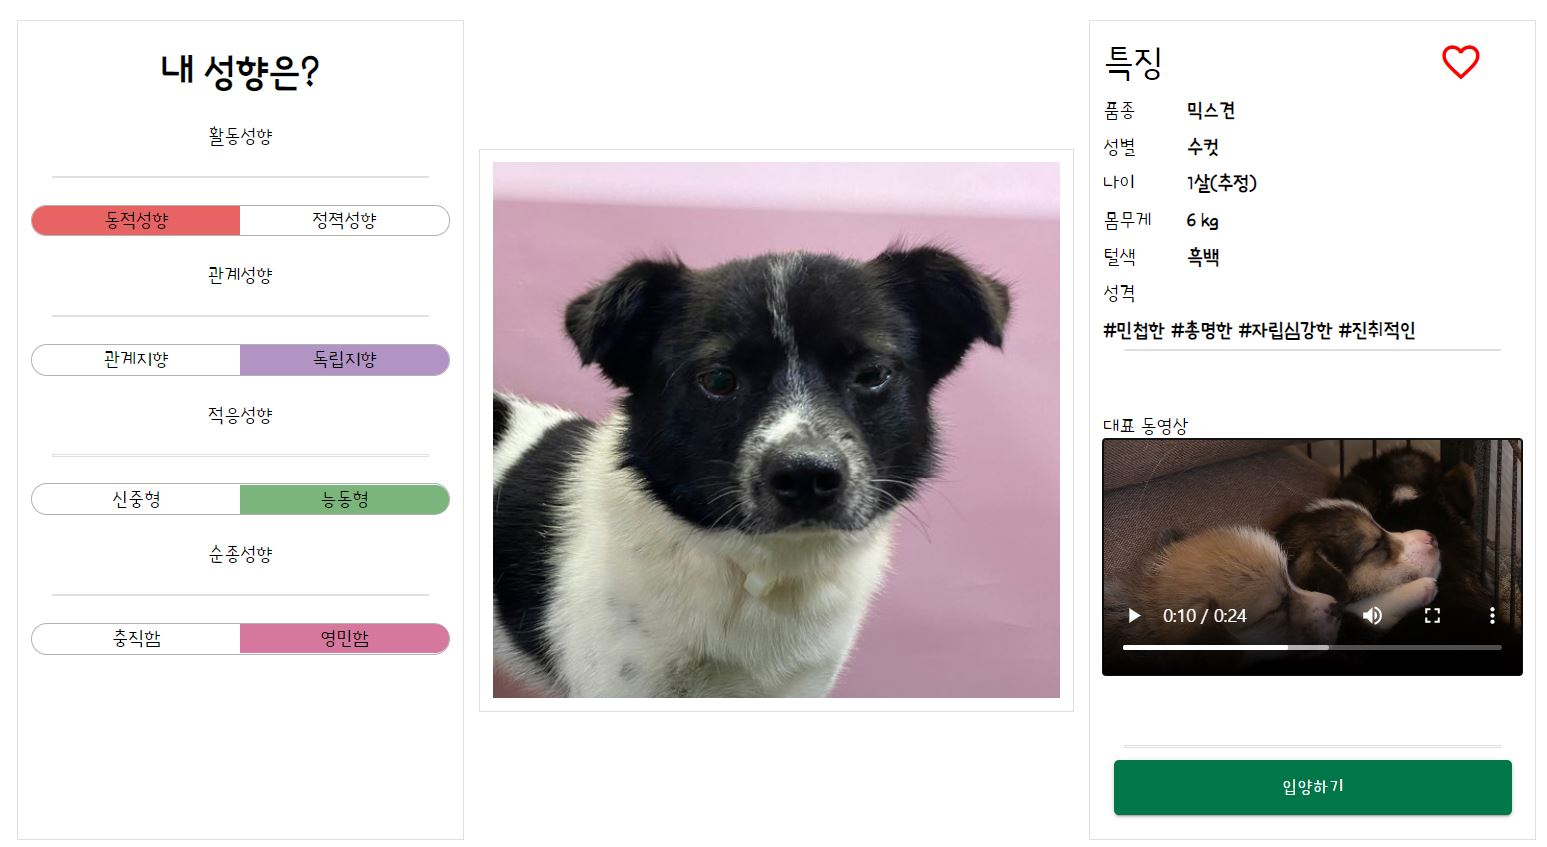 내 성향은?
활동성향
동적성향 정적성향
관계성향
관계지향 독립지향
적응성향
신중형 능동형
순종성향
충직함 영민함
특징
품종 믹스견
성별 수컷
나이 1살(추정)
몸무게 6 kg
털색 흑백
성격
#민첩한 #총명한 #자립심강한 #진취적인
대표 동영상
0:10 / 0:24
입양하기